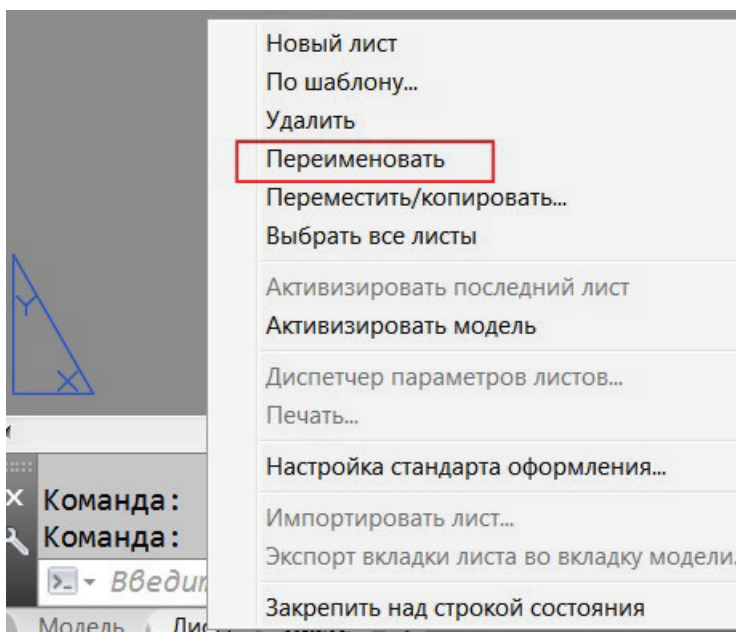 Новый лист
По шаблону...
Удалить
Переименовать
Переместить/копировать...
Выбрать все листы
Активизировать последний лист
Активизировать модель
Диспетчер параметров листов...
Печать...
Настройка стандарта оформления...
Импортировать лист...
Экспорт вкладки листа во вкладку модели.
Закрепить над строкой состояния
Y
X
Команда:
Команда:
Модель